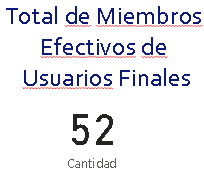 Total de Miembros
Efectivos de
Usuarios Finales
52
Cantidad